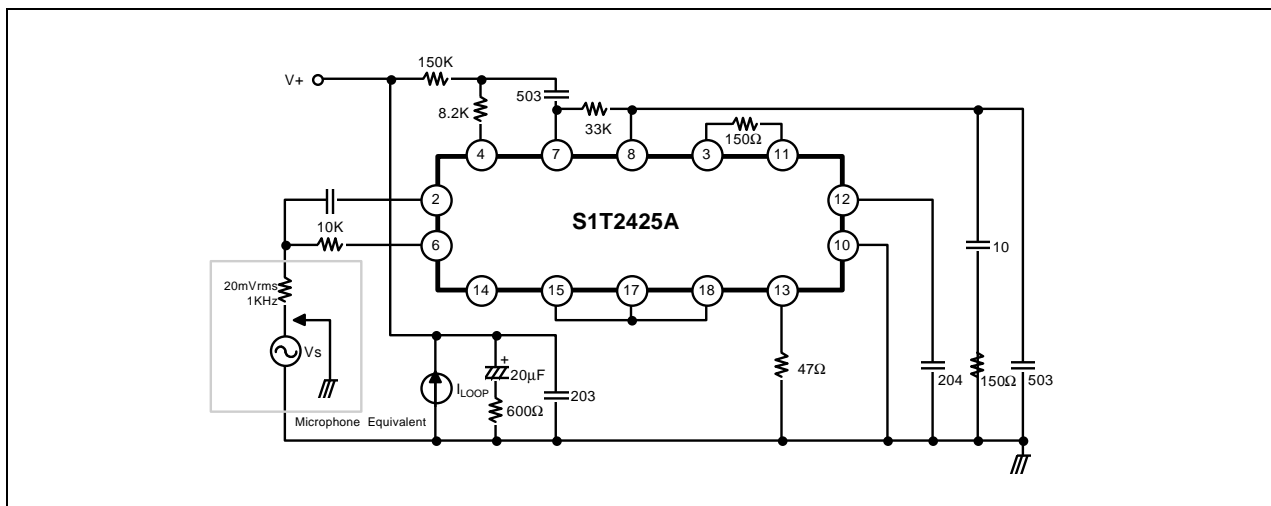 150K
V+
503
8.2K
33K
150Ω
4
7
8
3
11
2
12
S1T2425A
10K
6
10
10
20mVrms
1KHz
14
15
17
18
13
Vs
+
20µF
ILOOP
600Ω
203
47Ω
204
150Ω
503
Microphone Equivalent